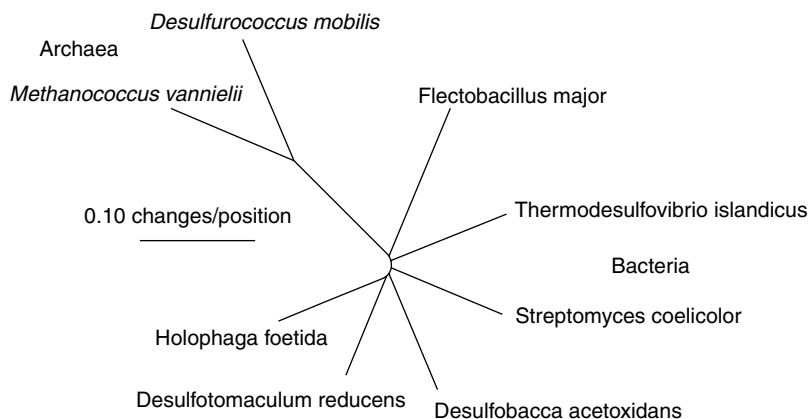 Desulfurococcus mobilis
Archaea
Methanococcus vannielii
Flectobacillus major
0.10 changes/position
Thermodesulfovibrio islandicus
Bacteria
Streptomyces coelicolor
Holophaga foetida
Desulfotomaculum reducens
Desulfobacca acetoxidans